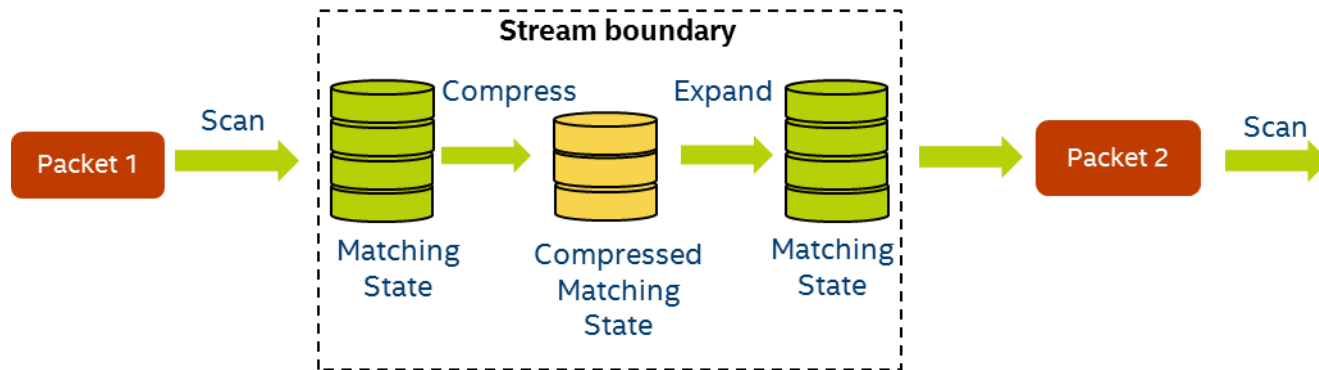 Stream boundary
Packet 1
Scan
Matching
State
Compress
Compressed
Matching
State
Expand
Matching
State
Packet 2
Scan